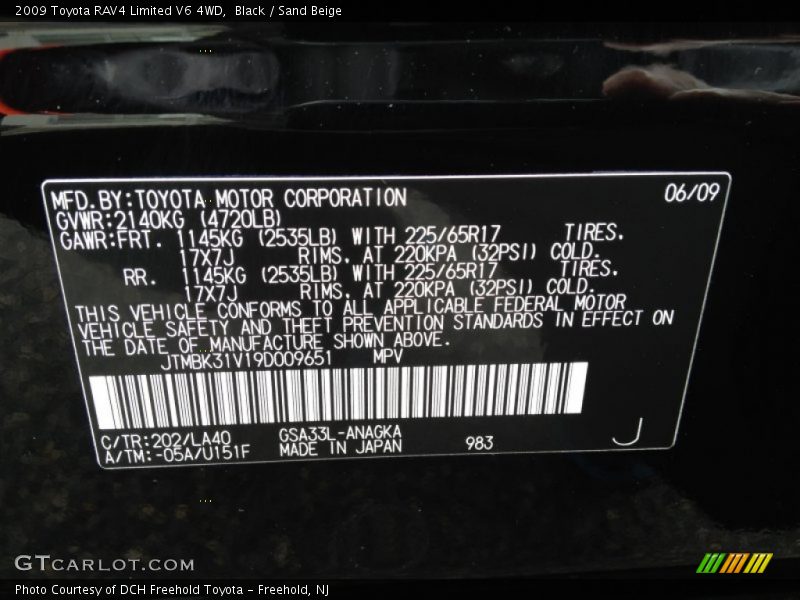 2009 Toyota RAV4 Limited V6 4WD,  Black / Sand Beige
MFD.BY:TOYOTA MOTOR CORPORATION 06/09
GVWR:2140KG (4720LB)
GAWR:FRT. 1145KG (2535LB) WITH 225/65R17 TIRES.
17X7J RIMS. AT 220KPA (32PSI) COLD.
RR. 1145KG (2535LB) WITH 225/65R17 TIRES.
17X7J RIMS. AT 220KPA (32PSI) COLD.
THIS VEHICLE CONFORMS TO ALL APPLICABLE FEDERAL MOTOR
VEHICLE SAFETY AND THEFT PREVENTION STANDARDS IN EFFECT ON
THE DATE OF MANUFACTURE SHOWN ABOVE.
JTMBK31V19D009651 MPV
C/TR:202/LA40 GSA33L-ANAGKA 983 J
A/TM:-05A/U151F MADE IN JAPAN
GTCARLOT.COM
Photo Courtesy of DCH Freehold Toyota - Freehold, NJ